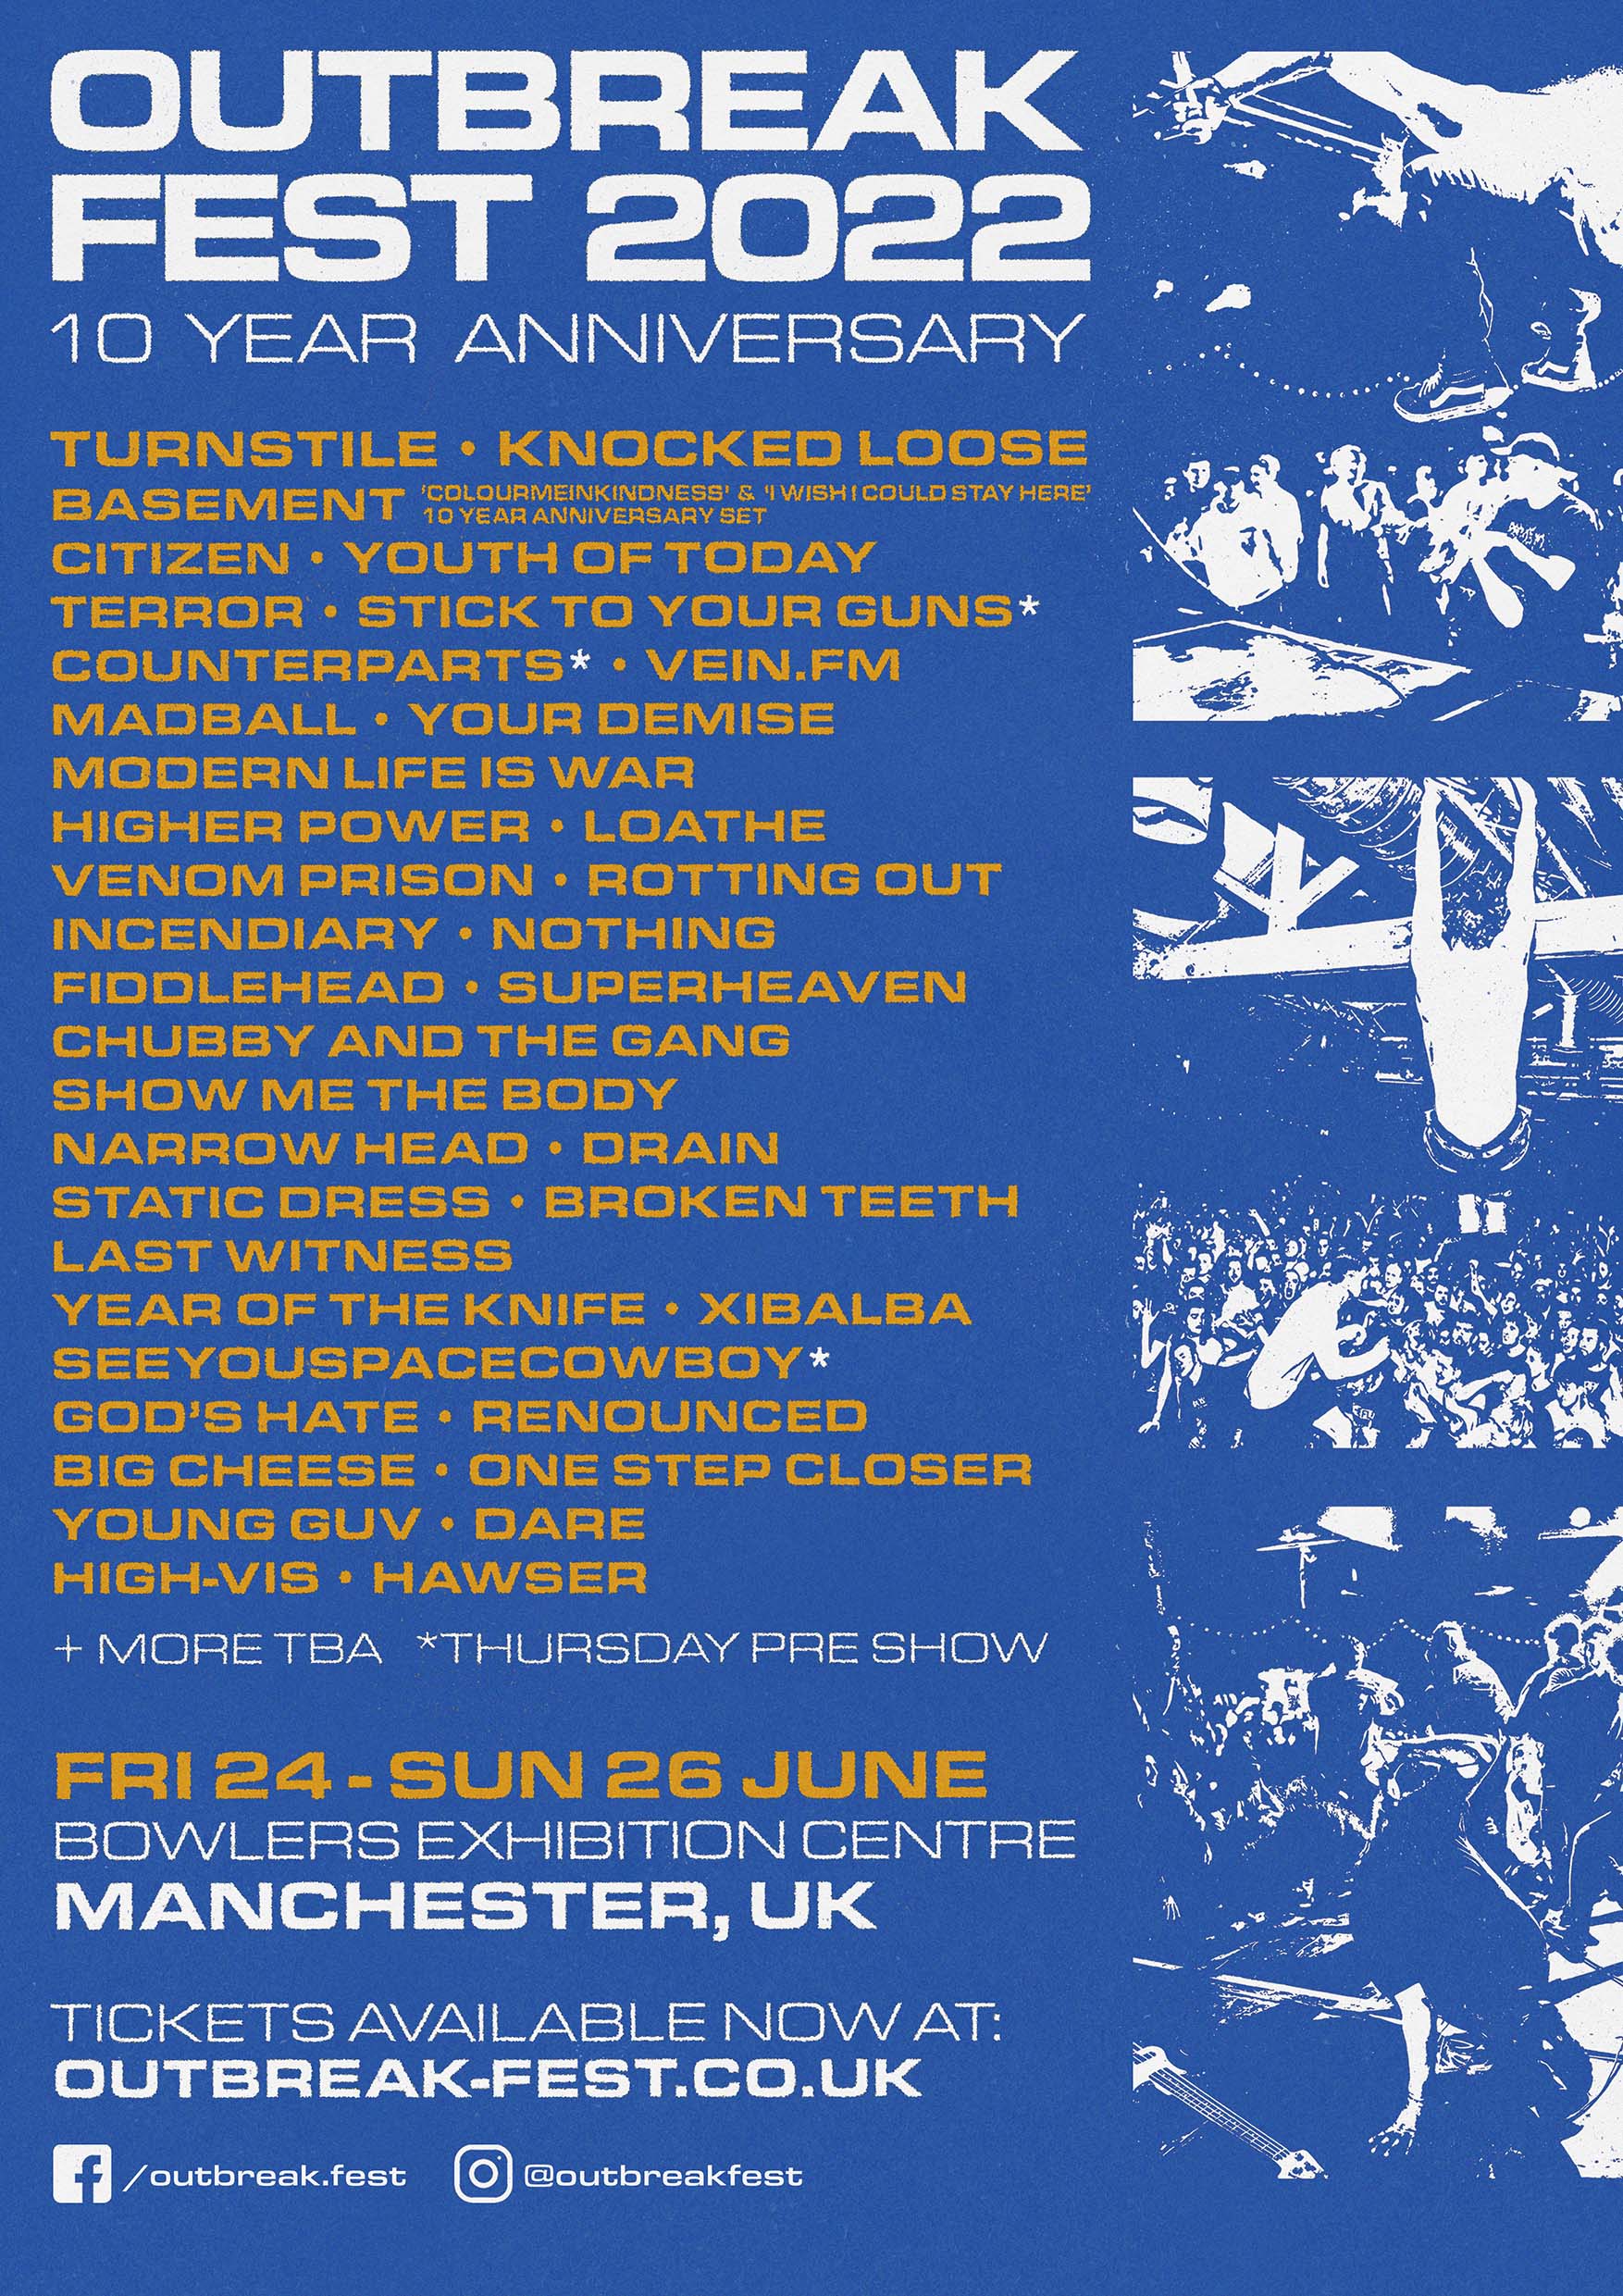 OUTBREAK
FEST 2022
10 YEAR ANNIVERSARY
TURNSTILE • KNOCKED LOOSE
BASEMENT 'COLOURMEINKINDNESS' & 'I WISH I COULD STAY HERE'
10 YEAR ANNIVERSARY SET
CITIZEN • YOUTH OF TODAY
TERROR • STICK TO YOUR GUNS*
COUNTERPARTS* • VEIN.FM
MADBALL • YOUR DEMISE
MODERN LIFE IS WAR
HIGHER POWER • LOATHE
VENOM PRISON • ROTTING OUT
INCENDIARY • NOTHING
FIDDLEHEAD • SUPERHEAVEN
CHUBBY AND THE GANG
SHOW ME THE BODY
NARROW HEAD • DRAIN
STATIC DRESS • BROKEN TEETH
LAST WITNESS
YEAR OF THE KNIFE • XIBALBA
SEEYOUSPACECOWBOY*
GOD'S HATE • RENOUNCED
BIG CHEESE • ONE STEP CLOSER
YOUNG GUV • DARE
HIGH-VIS • HAWSER
+ MORE TBA *THURSDAY PRE SHOW
FRI 24 - SUN 26 JUNE
BOWLERS EXHIBITION CENTRE
MANCHESTER, UK
TICKETS AVAILABLE NOW AT:
OUTBREAK-FEST.CO.UK
/outbreak.fest @outbreakfest